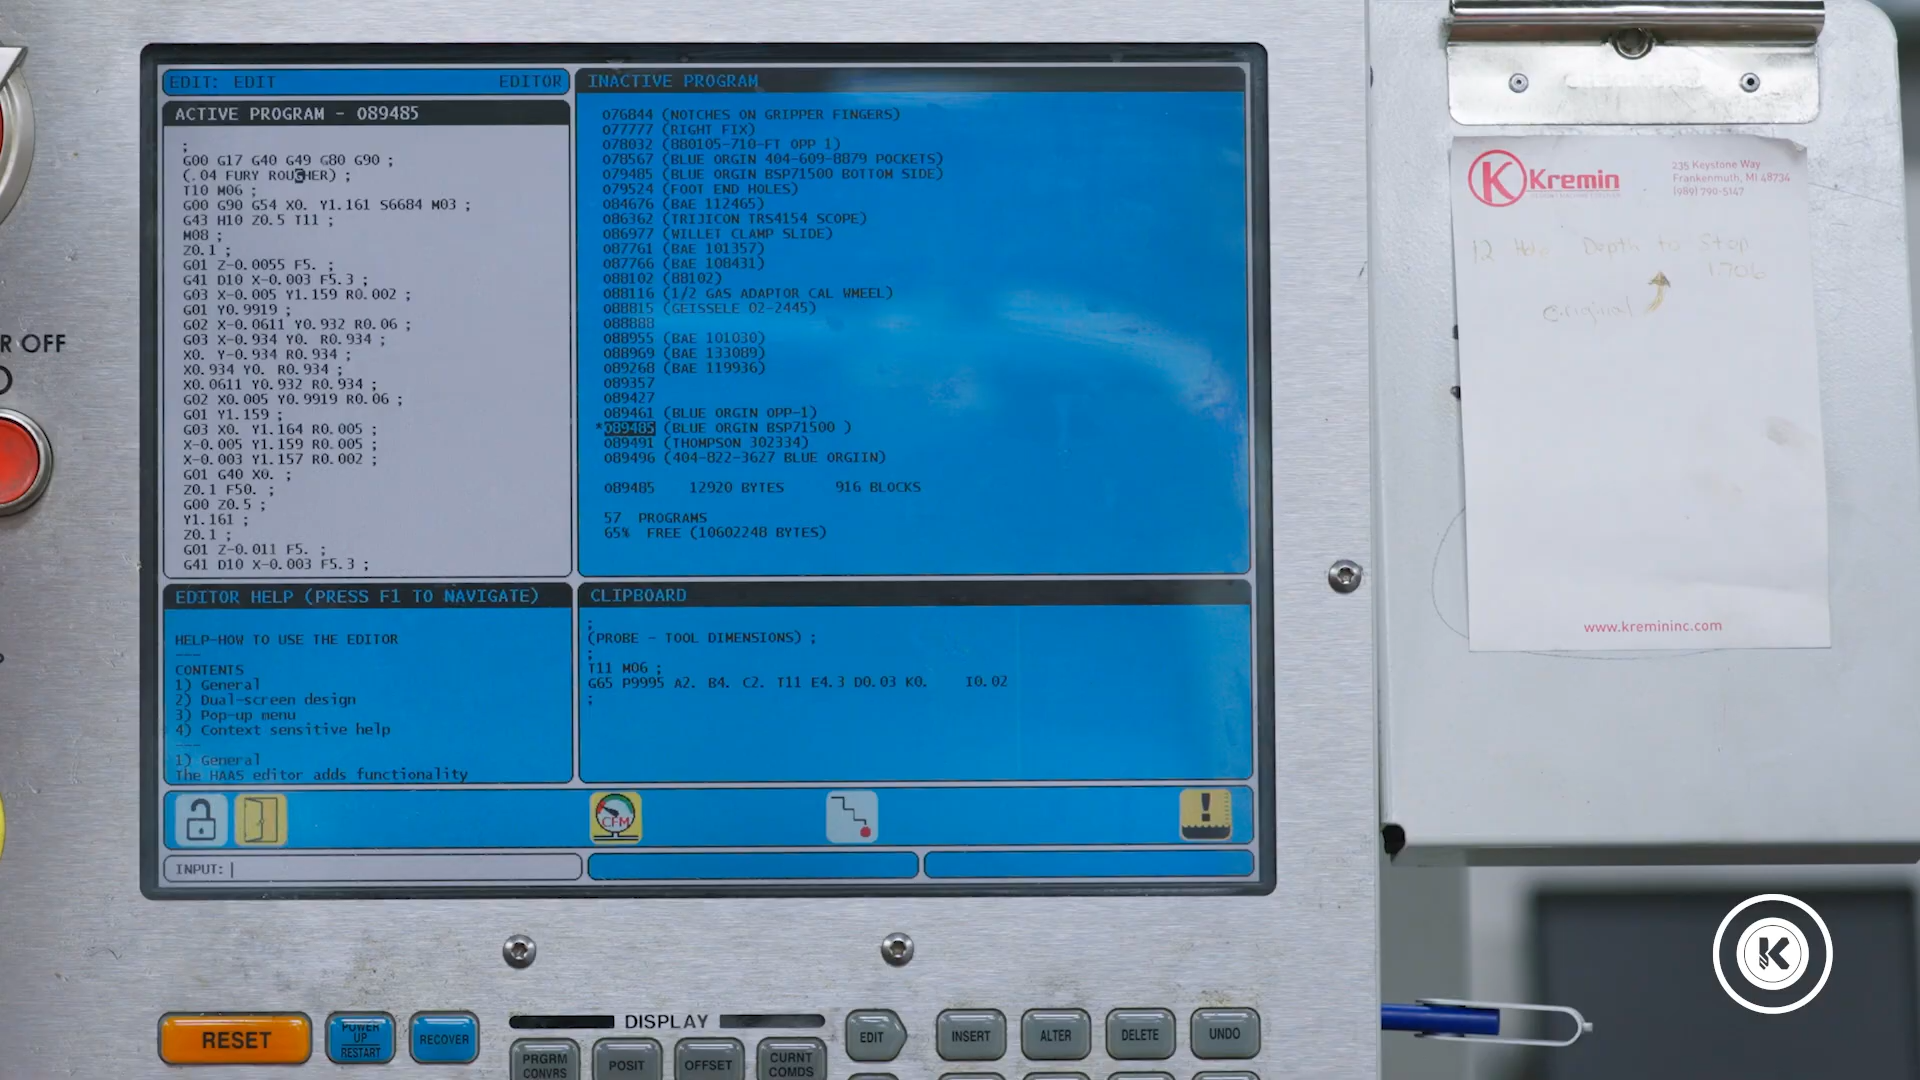 EDIT: EDIT EDITOR
ACTIVE PROGRAM - O89485
;
G00 G17 G40 G49 G80 G90 ;
(.04 FURY ROUGHER) ;
T10 M06 ;
G00 G90 G54 X0. Y1.161 S6684 M03 ;
G43 H10 Z0.5 T11 ;
M08 ;
Z0.1 ;
G01 Z-0.0055 F5. ;
G41 D10 X-0.003 F5.3 ;
G03 X-0.005 Y1.159 R0.002 ;
G01 Y0.9919 ;
G02 X-0.0611 Y0.932 R0.06 ;
G03 X-0.934 Y0. R0.934 ;
X0. Y-0.934 R0.934 ;
X0.934 Y0. R0.934 ;
X0.0611 Y0.932 R0.934 ;
G02 X0.005 Y0.9919 R0.06 ;
G01 Y1.159 ;
G03 X0. Y1.164 R0.005 ;
X-0.005 Y1.159 R0.005 ;
X-0.003 Y1.157 R0.002 ;
G01 G40 X0. ;
Z0.1 F50. ;
G00 Z0.5 ;
Y1.161 ;
Z0.1 ;
G01 Z-0.011 F5. ;
G41 D10 X-0.003 F5.3 ;
INACTIVE PROGRAM
O76844 (NOTCHES ON GRIPPER FINGERS)
O77777 (RIGHT FIX)
O78032 (880105-710-FT OPP 1)
O78567 (BLUE ORGIN 404-609-8879 POCKETS)
O79485 (BLUE ORGIN BSP71500 BOTTOM SIDE)
O79524 (FOOT END HOLES)
O84676 (BAE 112465)
O86362 (TRIJICON TRS4154 SCOPE)
O86977 (WILLET CLAMP SLIDE)
O87761 (BAE 101357)
O87766 (BAE 108431)
O88102 (88102)
O88116 (1/2 GAS ADAPTOR CAL WHEEL)
O88815 (GEISSELE 02-2445)
O88888
O88955 (BAE 101030)
O88969 (BAE 133089)
O89268 (BAE 119936)
O89357
O89427
O89461 (BLUE ORGIN OPP-1)
*O89485 (BLUE ORGIN BSP71500 )
O89491 (THOMPSON 302334)
O89496 (404-822-3627 BLUE ORGIIN)
O89485 12920 BYTES 916 BLOCKS
57 PROGRAMS
65% FREE (10602248 BYTES)
EDITOR HELP (PRESS F1 TO NAVIGATE)
HELP-HOW TO USE THE EDITOR
---
CONTENTS
1) General
2) Dual-screen design
3) Pop-up menu
4) Context sensitive help
---
1) General
The HAAS editor adds functionality
CLIPBOARD
;
(PROBE - TOOL DIMENSIONS) ;
;
T11 M06 ;
G65 P9995 A2. B4. C2. T11 E4.3 D0.03 K0. I0.02
;
CFM
INPUT:
R OFF
K Kremin
235 Keystone Way
Frankenmuth, MI 48734
(989) 790-5147
12 Hole Depth to Stop
1.706
original
www.kremininc.com
K
RESET
POWER UP RESTART
RECOVER
DISPLAY
PRGRM CONVRS
POSIT
OFFSET
CURNT COMDS
EDIT
INSERT
ALTER
DELETE
UNDO